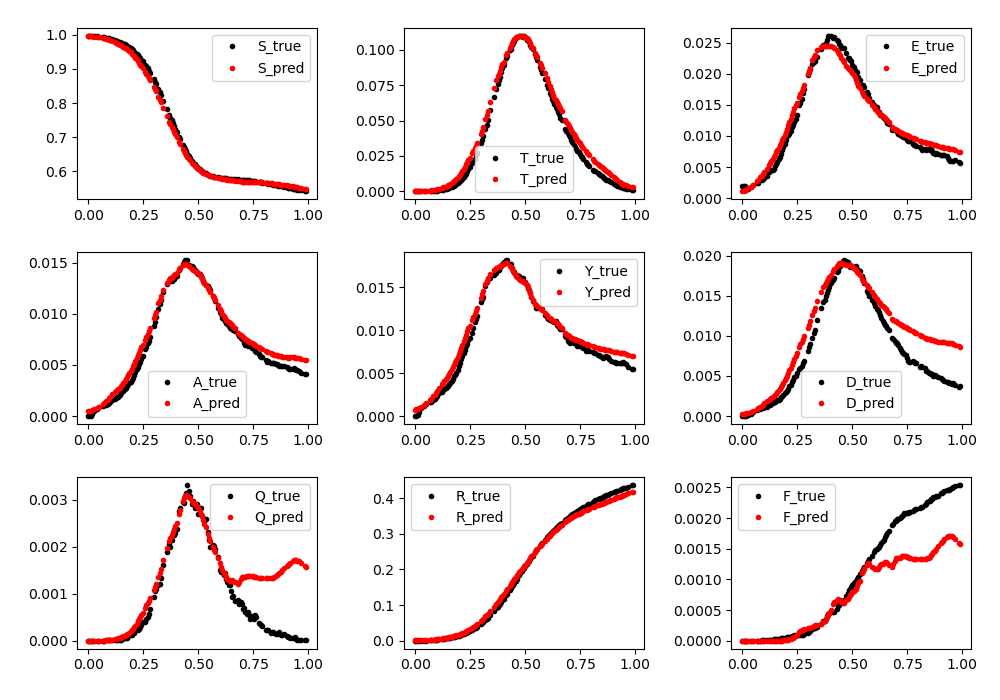 S_true
S_pred
1.0
0.9
0.8
0.7
0.6
0.00 0.25 0.50 0.75 1.00
T_true
T_pred
0.100
0.075
0.050
0.025
0.000
0.00 0.25 0.50 0.75 1.00
E_true
E_pred
0.025
0.020
0.015
0.010
0.005
0.000
0.00 0.25 0.50 0.75 1.00
A_true
A_pred
0.015
0.010
0.005
0.000
0.00 0.25 0.50 0.75 1.00
Y_true
Y_pred
0.015
0.010
0.005
0.000
0.00 0.25 0.50 0.75 1.00
D_true
D_pred
0.020
0.015
0.010
0.005
0.000
0.00 0.25 0.50 0.75 1.00
Q_true
Q_pred
0.003
0.002
0.001
0.000
0.00 0.25 0.50 0.75 1.00
R_true
R_pred
0.4
0.3
0.2
0.1
0.0
0.00 0.25 0.50 0.75 1.00
F_true
F_pred
0.0025
0.0020
0.0015
0.0010
0.0005
0.0000
0.00 0.25 0.50 0.75 1.00